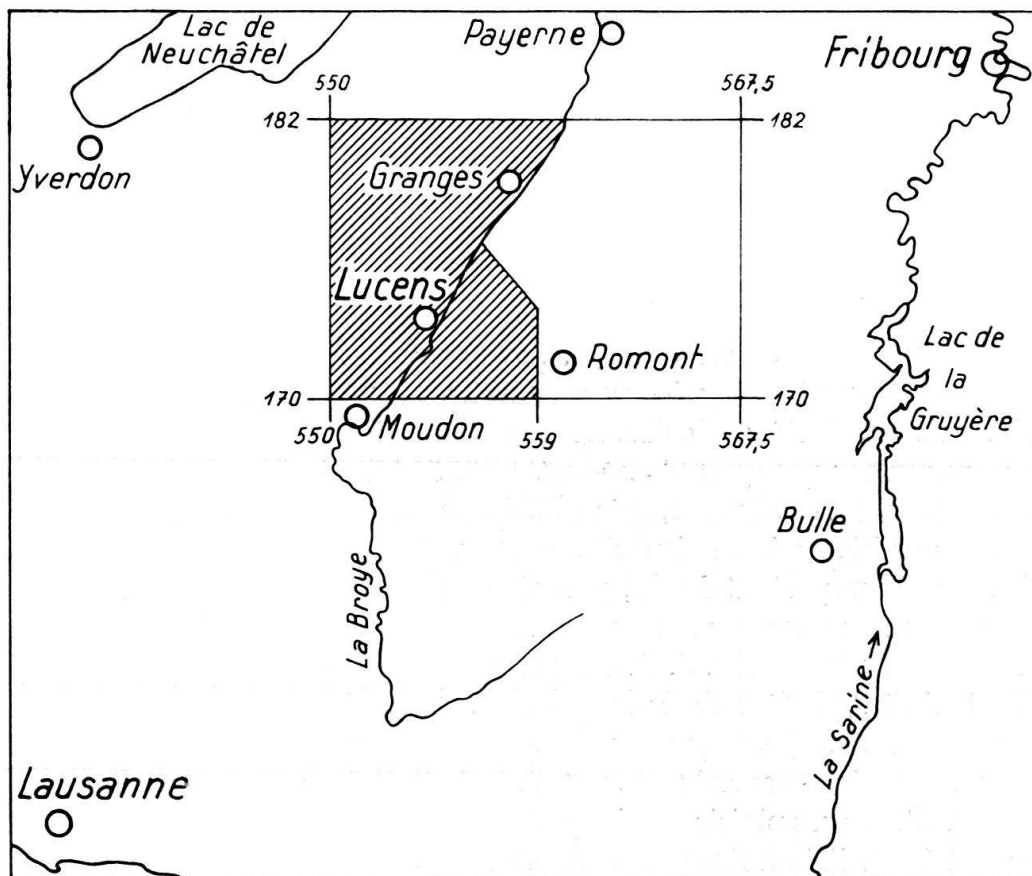 Lac de
Neuchâtel
Payerne
Fribourg
550
567,5
182
182
Yverdon
Granges
Lucens
Romont
Lac de
la
Gruyère
170
170
550
Moudon
559
567,5
Bulle
La Broye
La Sarine →
Lausanne